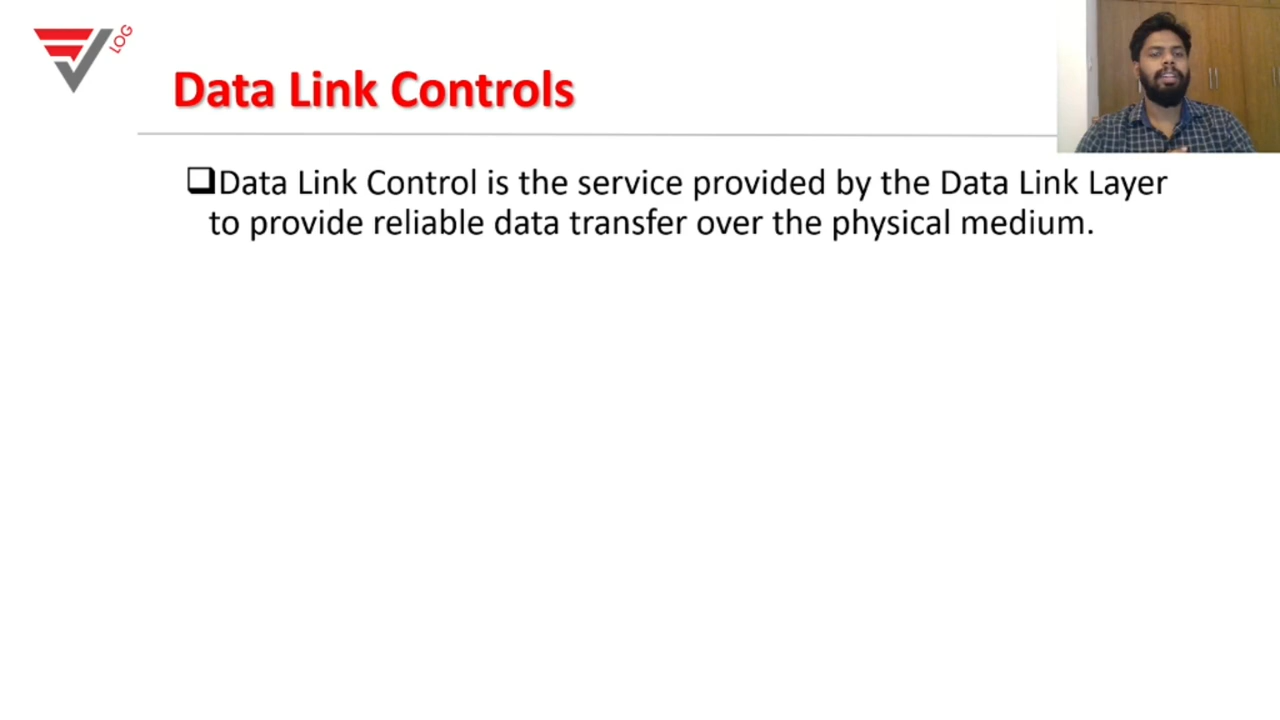 LOG
Data Link Controls
Data Link Control is the service provided by the Data Link Layer
to provide reliable data transfer over the physical medium.